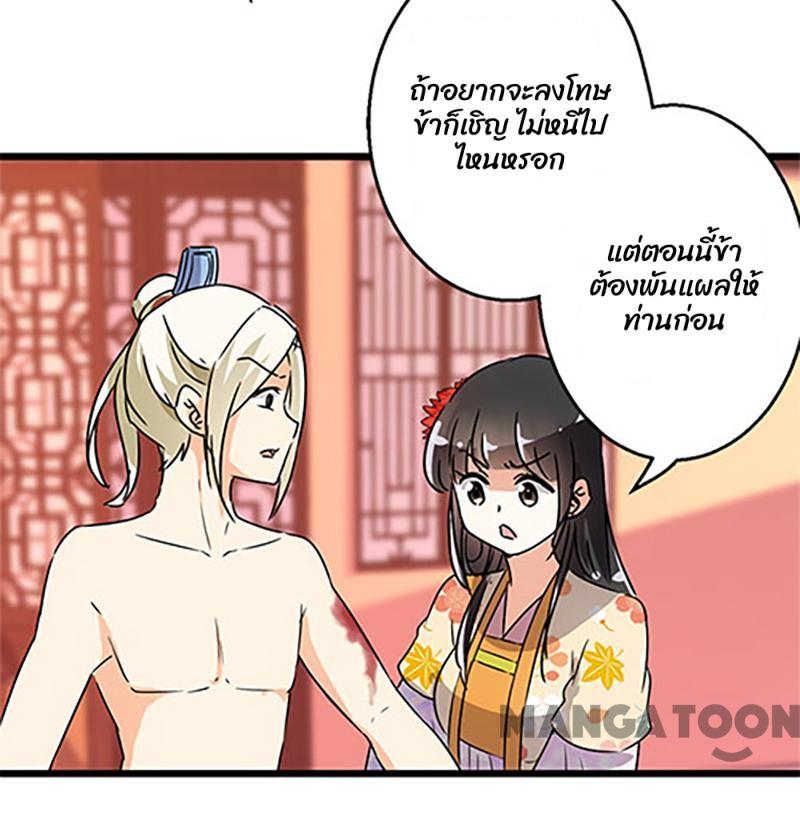 ถ้าอยากจะลงโทษ
ข้าก็เชิญ ไม่หนีไป
ไหนหรอก
แต่ตอนนี้ข้า
ต้องพันแผลให้
ท่านก่อน
MANGATOON